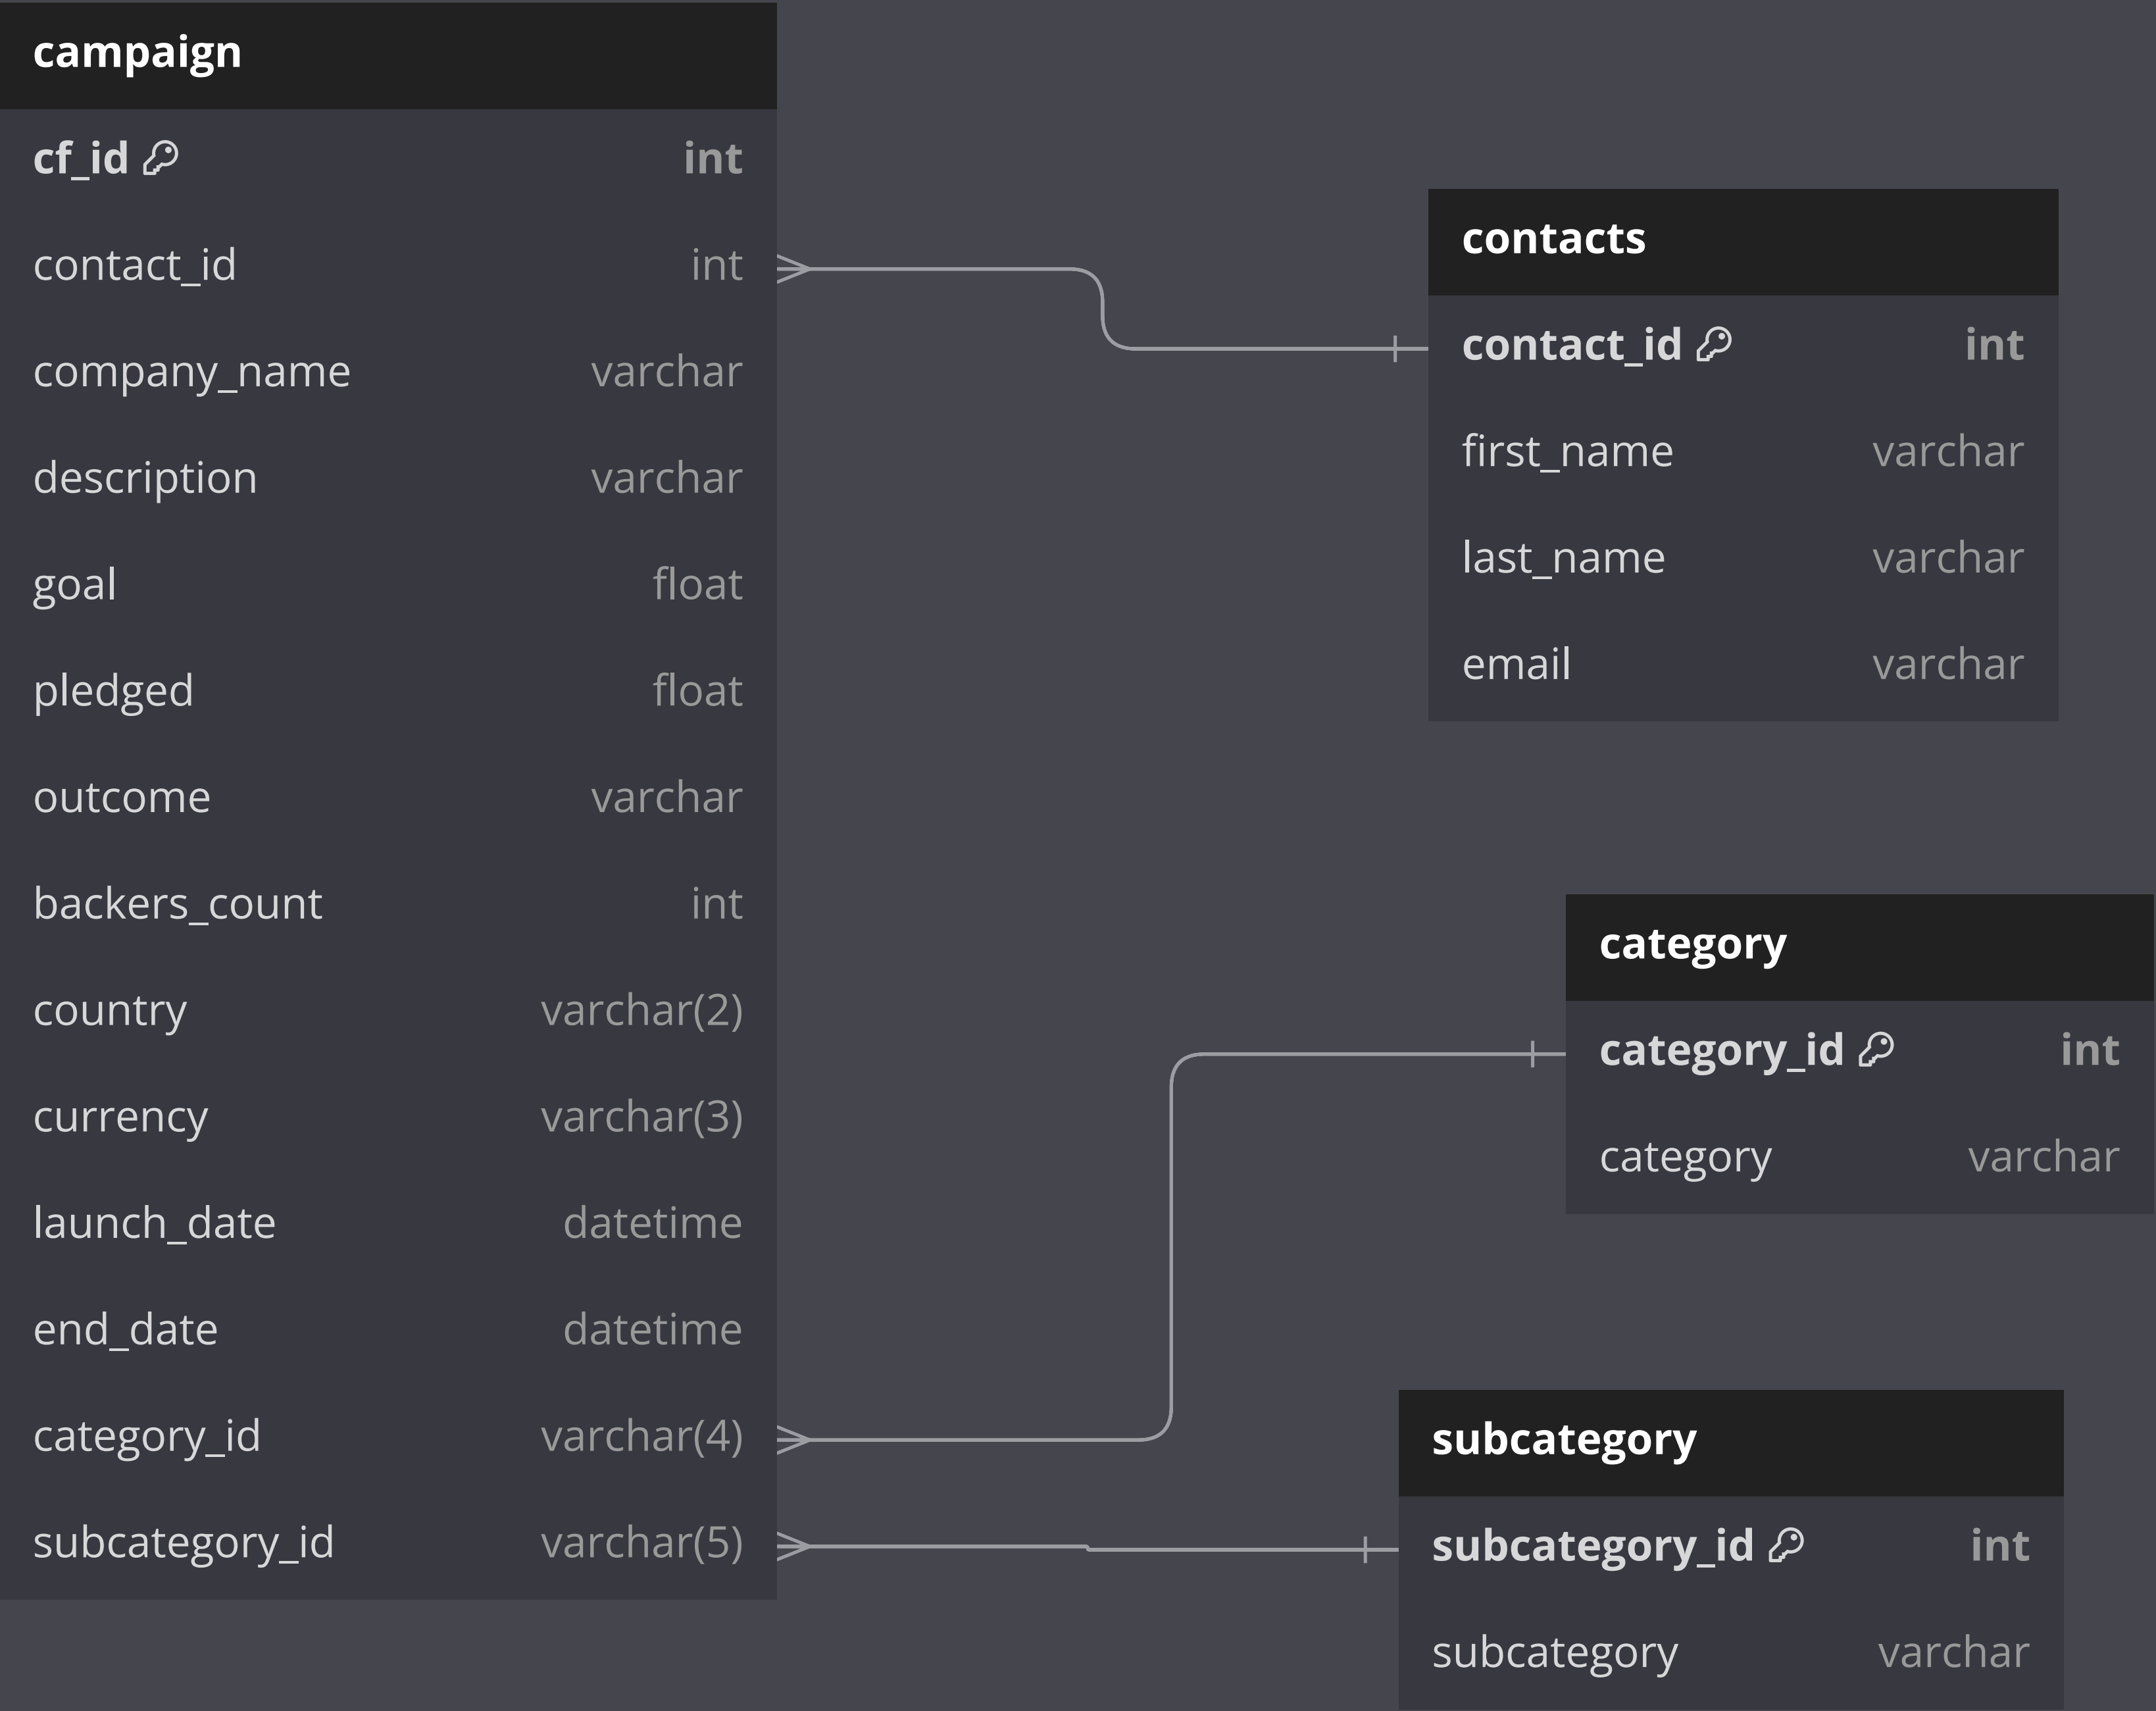 campaign
cf_id int
contact_id int
company_name varchar
description varchar
goal float
pledged float
outcome varchar
backers_count int
country varchar(2)
currency varchar(3)
launch_date datetime
end_date datetime
category_id varchar(4)
subcategory_id varchar(5)
contacts
contact_id int
first_name varchar
last_name varchar
email varchar
category
category_id int
category varchar
subcategory
subcategory_id int
subcategory varchar